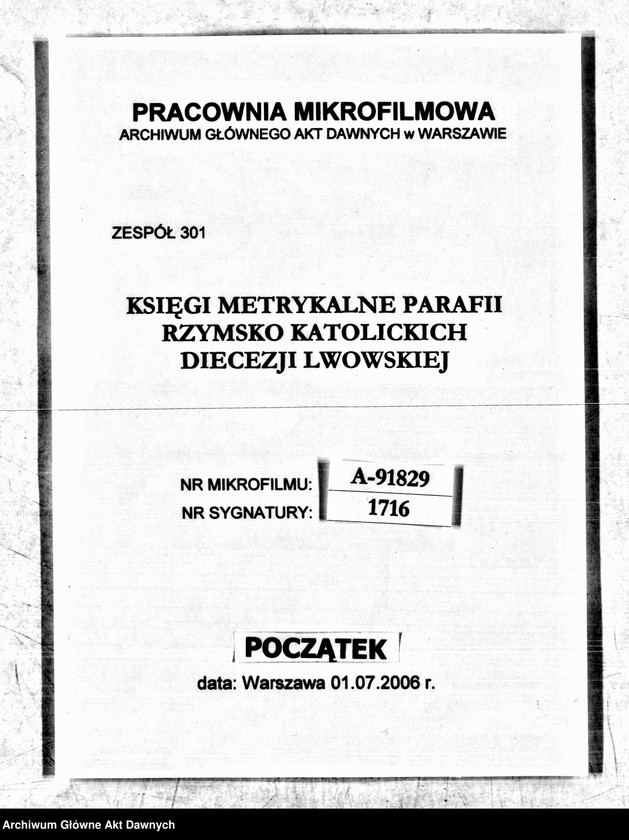 PRACOWNIA MIKROFILMOWA
ARCHIWUM GŁÓWNEGO AKT DAWNYCH w WARSZAWIE
ZESPÓŁ 301
KSIĘGI METRYKALNE PARAFII
RZYMSKO KATOLICKICH
DIECEZJI LWOWSKIEJ
NR MIKROFILMU: A-91829
NR SYGNATURY: 1716
POCZĄTEK
data: Warszawa 01.07.2006 r.
Archiwum Główne Akt Dawnych